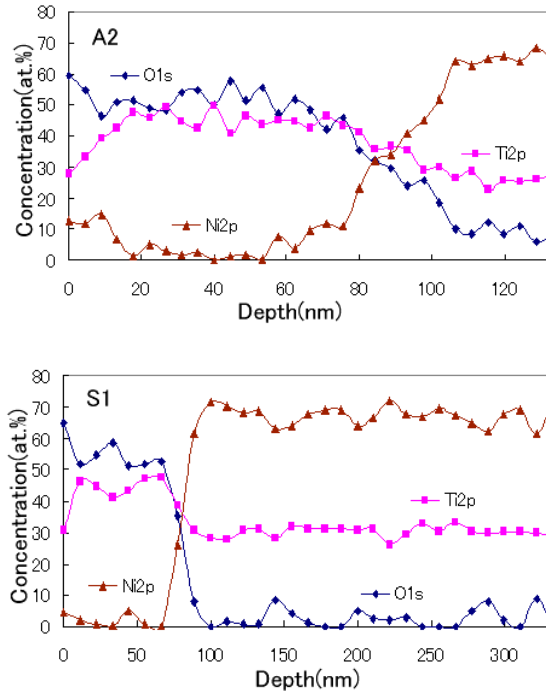 A2
Concentration(at.%)
80
70
60
50
40
30
20
10
0
O1s
Ti2p
Ni2p
0 20 40 60 80 100 120
Depth(nm)
S1
Concentration(at.%)
80
70
60
50
40
30
20
10
0
Ti2p
Ni2p
O1s
0 50 100 150 200 250 300
Depth(nm)